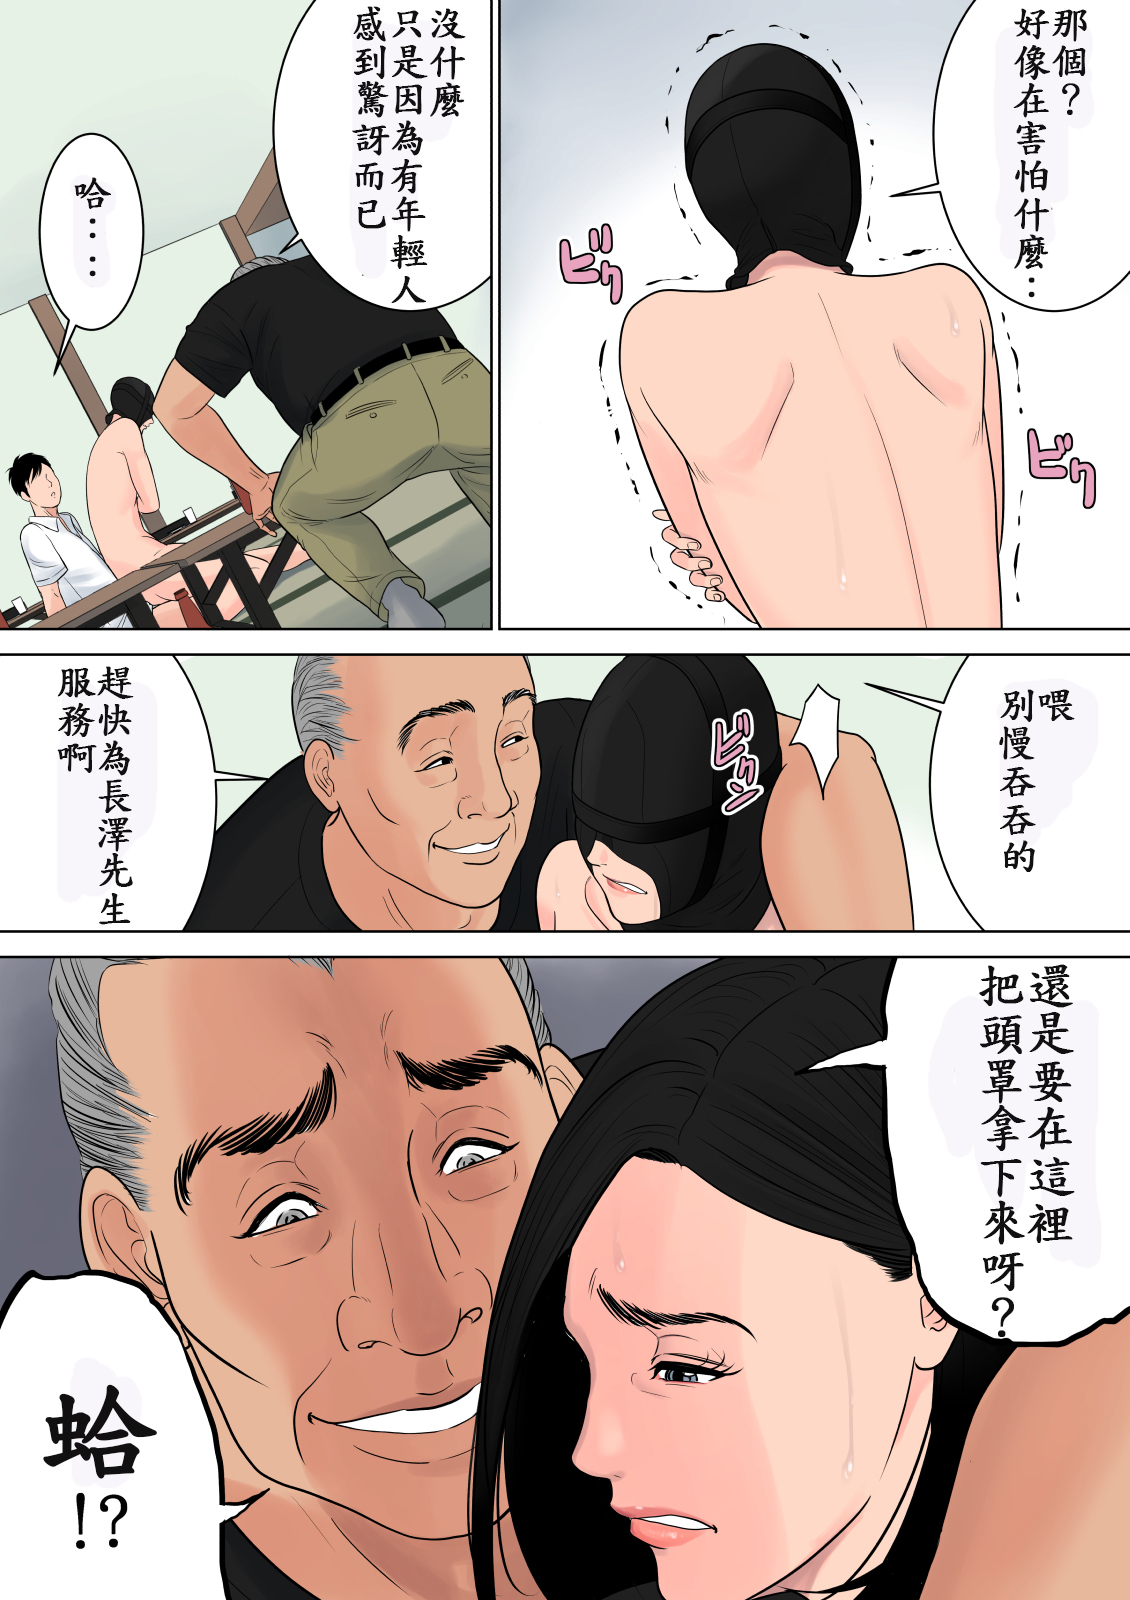 那個？
好像在害怕什麼‥
ビク
ビク
沒什麼
只是因為有年輕人
感到驚訝而已
哈‥‥
喂
別慢吞吞的
ビクン
趕快為長澤先生
服務啊
還是要在這裡
把頭罩拿下來呀？
蛤
!?